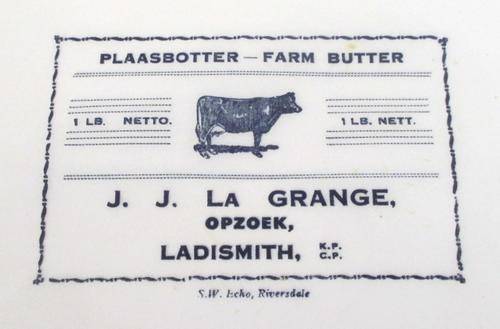 PLAASBOTTER — FARM BUTTER
1 LB. NETTO. 1 LB. NETT.
J. J. LA GRANGE,
OPZOEK,
LADISMITH, K.P.
C.P.
S.W. Echo, Riversdale